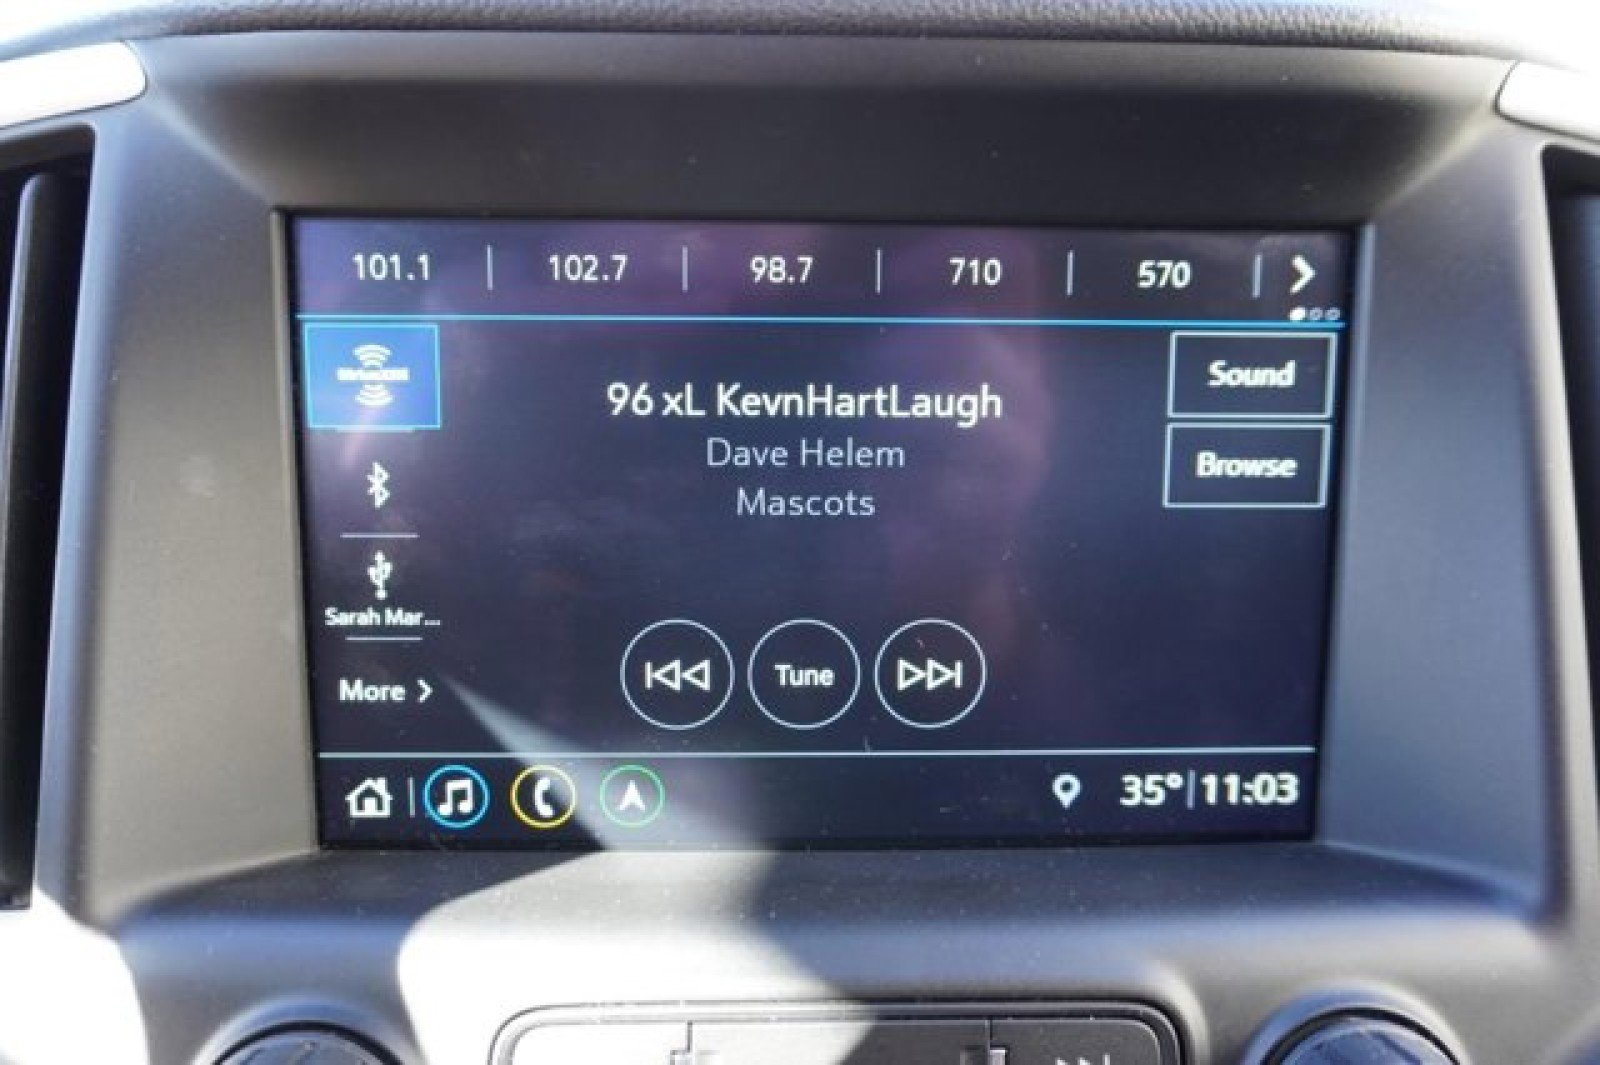 101.1 | 102.7 | 98.7 | 710 | 570
SiriusXM
96 xL KevnHartLaugh
Dave Helem
Mascots
Sound
Browse
Sarah Mar...
More
Tune
35° | 11:03